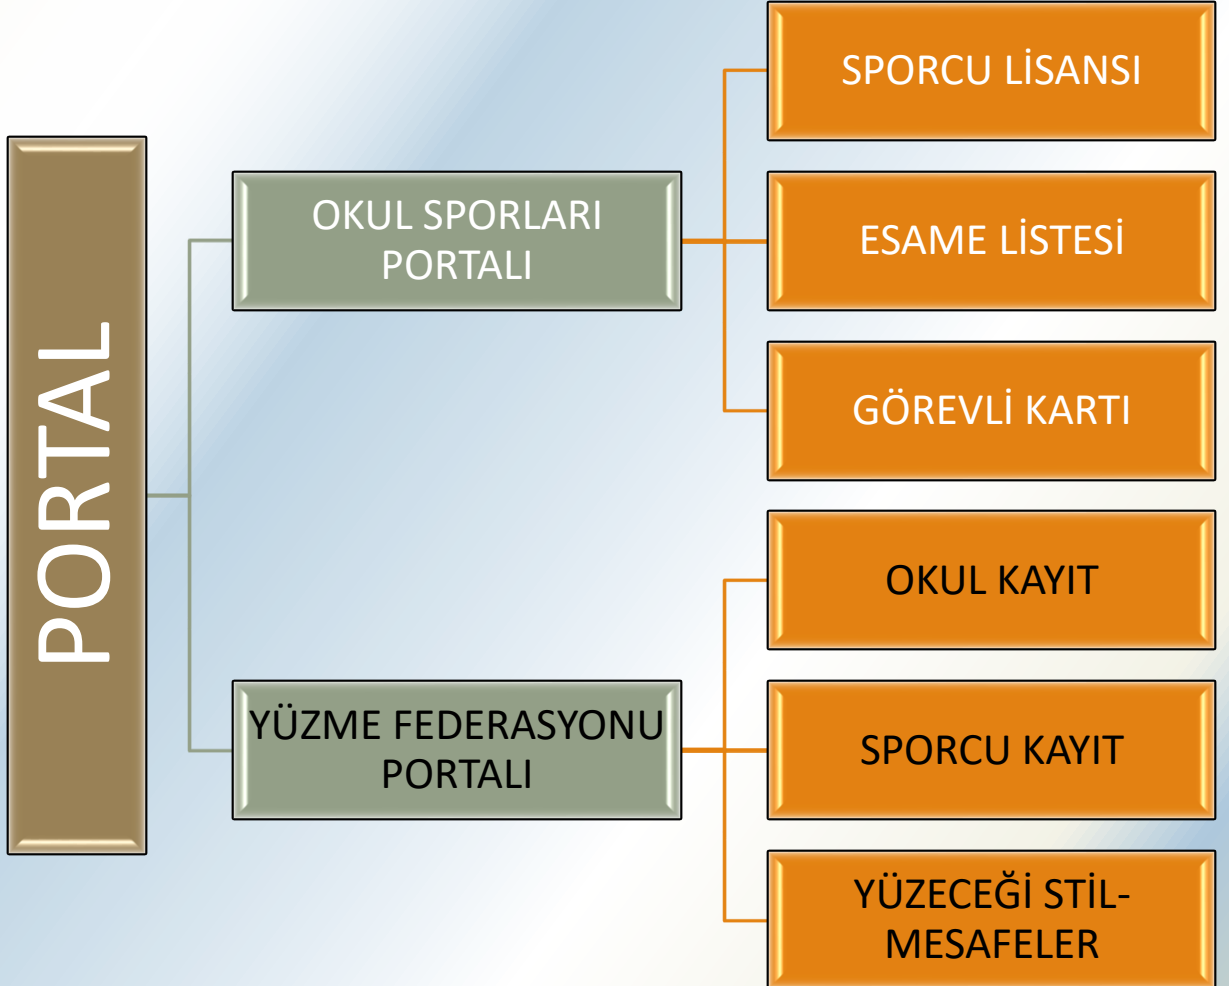 PORTAL
OKUL SPORLARI
PORTALI
SPORCU LİSANSI
ESAME LİSTESİ
GÖREVLİ KARTI
YÜZME FEDERASYONU
PORTALI
OKUL KAYIT
SPORCU KAYIT
YÜZECEĞİ STİL-
MESAFELER